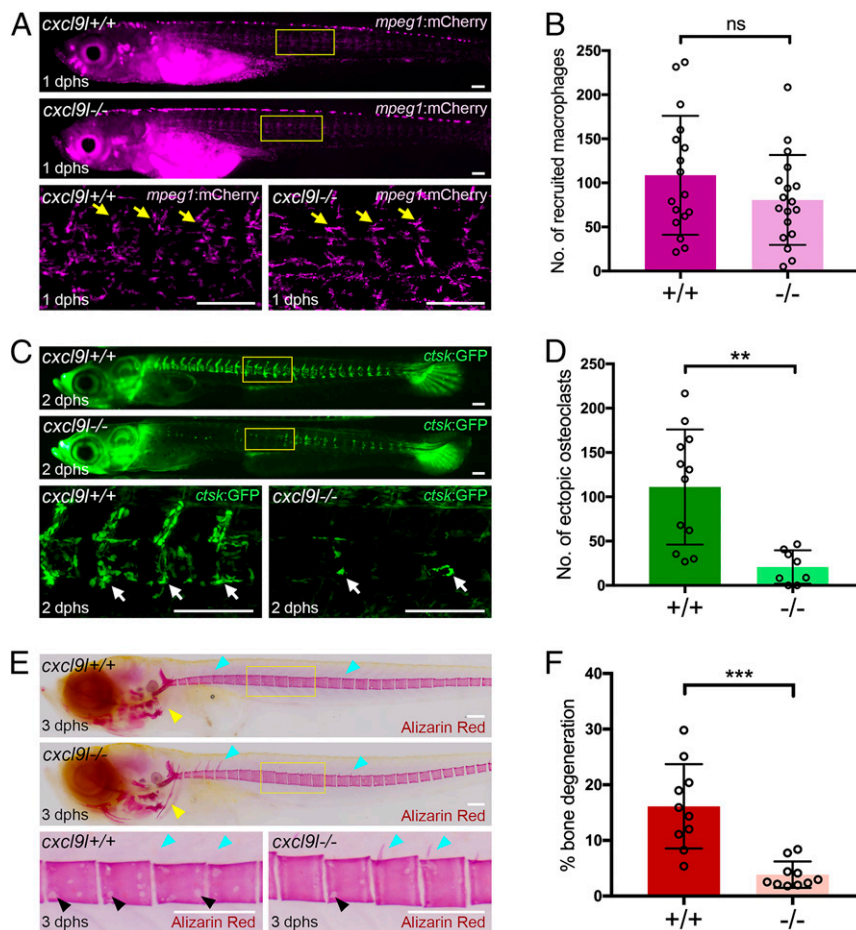 A
cxcl9l+/+
mpeg1:mCherry
1 dphs
cxcl9l-/-
mpeg1:mCherry
1 dphs
cxcl9l+/+
mpeg1:mCherry
1 dphs
cxcl9l-/-
mpeg1:mCherry
1 dphs
B
ns
No. of recruited macrophages
250
200
150
100
50
0
+/+
-/-
C
cxcl9l+/+
ctsk:GFP
2 dphs
cxcl9l-/-
ctsk:GFP
2 dphs
cxcl9l+/+
ctsk:GFP
2 dphs
cxcl9l-/-
ctsk:GFP
2 dphs
D
**
No. of ectopic osteoclasts
250
200
150
100
50
0
+/+
-/-
E
cxcl9l+/+
3 dphs
Alizarin Red
cxcl9l-/-
3 dphs
Alizarin Red
cxcl9l+/+
3 dphs
Alizarin Red
cxcl9l-/-
3 dphs
Alizarin Red
F
***
% bone degeneration
40
30
20
10
0
+/+
-/-